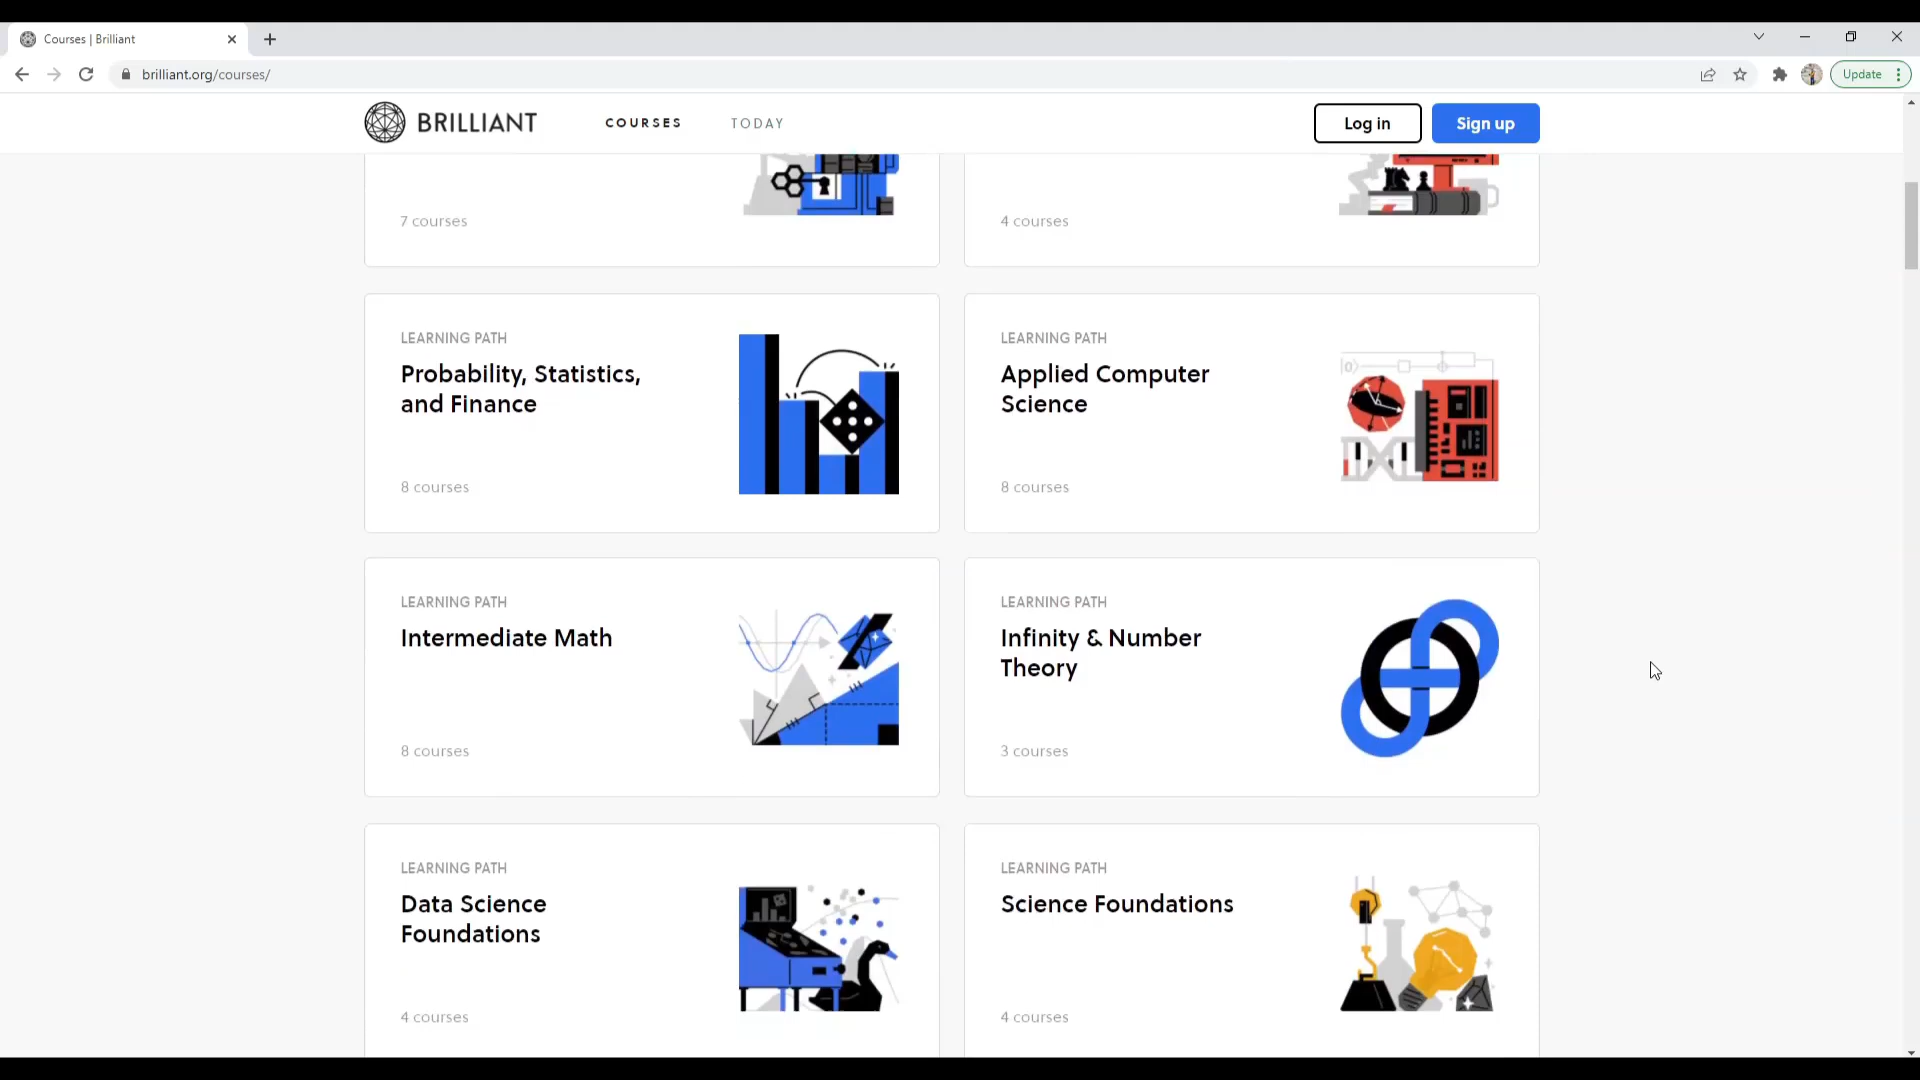 Courses | Brilliant
brilliant.org/courses/
Update
BRILLIANT
COURSES
TODAY
Log in
Sign up
7 courses
4 courses
LEARNING PATH
Probability, Statistics,
and Finance
8 courses
LEARNING PATH
Applied Computer
Science
8 courses
LEARNING PATH
Intermediate Math
8 courses
LEARNING PATH
Infinity & Number
Theory
3 courses
LEARNING PATH
Data Science
Foundations
4 courses
LEARNING PATH
Science Foundations
4 courses